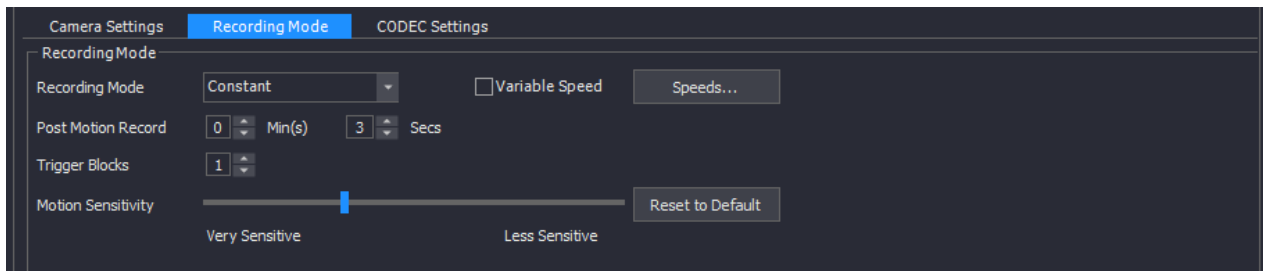 Camera Settings Recording Mode CODEC Settings
Recording Mode
Recording Mode Constant Variable Speed Speeds...
Post Motion Record 0 Min(s) 3 Secs
Trigger Blocks 1
Motion Sensitivity Reset to Default
Very Sensitive Less Sensitive